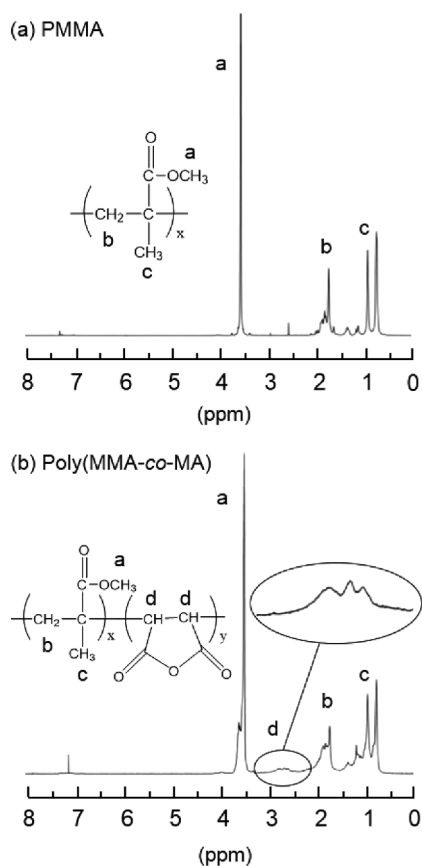 (a) PMMA
a
O
a
C
OCH₃
CH₂
C
x
b
CH₃
c
b
c
8 7 6 5 4 3 2 1 0
(ppm)
(b) Poly(MMA-co-MA)
a
O
a
C
OCH₃
d d
CH₂
C
x
CH
CH
y
b
CH₃
c
O
O
O
d
b
c
8 7 6 5 4 3 2 1 0
(ppm)